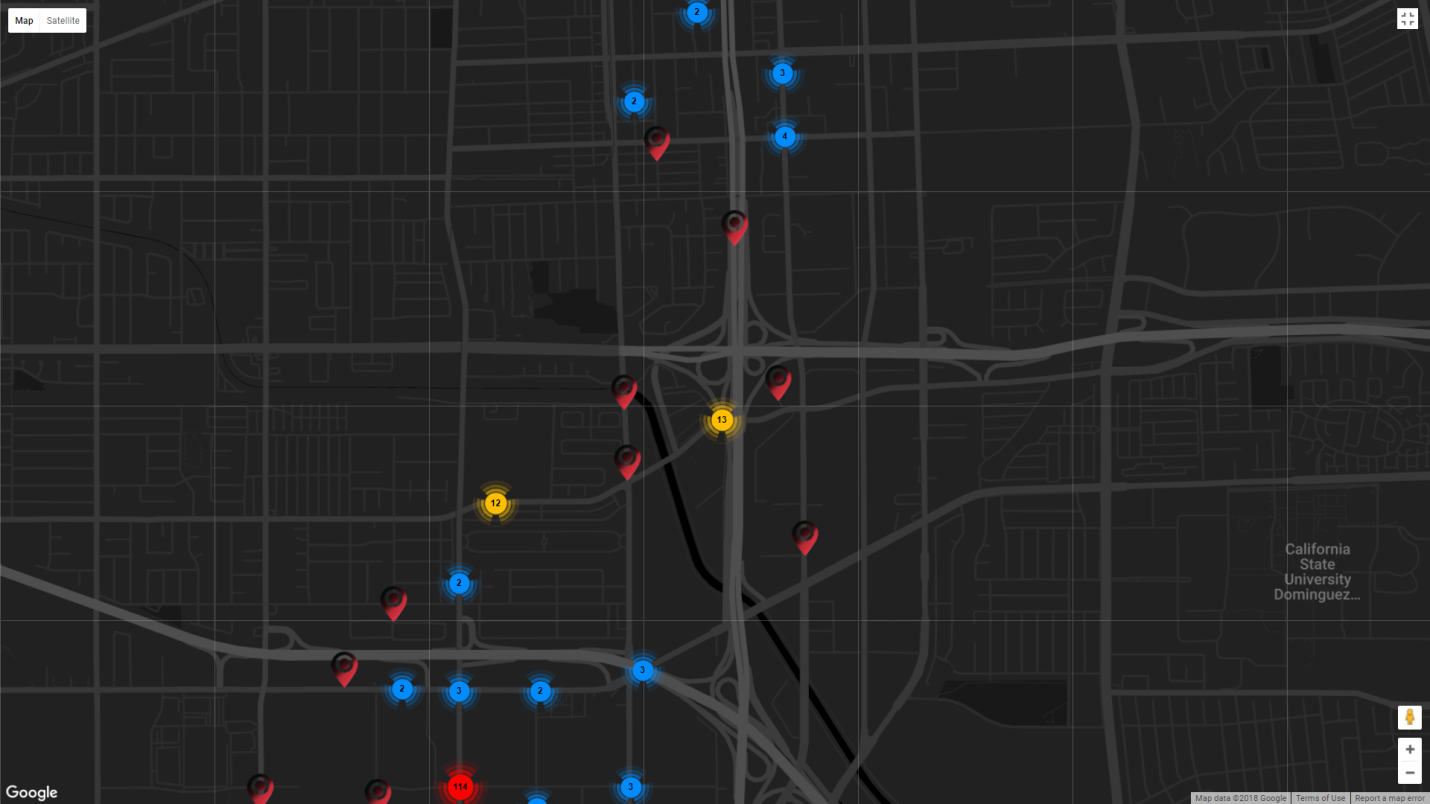 Map Satellite
2
3
2
4
13
12
California
State
University
Dominguez...
2
3
2
3
2
114
3
Google
Map data ©2018 Google Terms of Use Report a map error